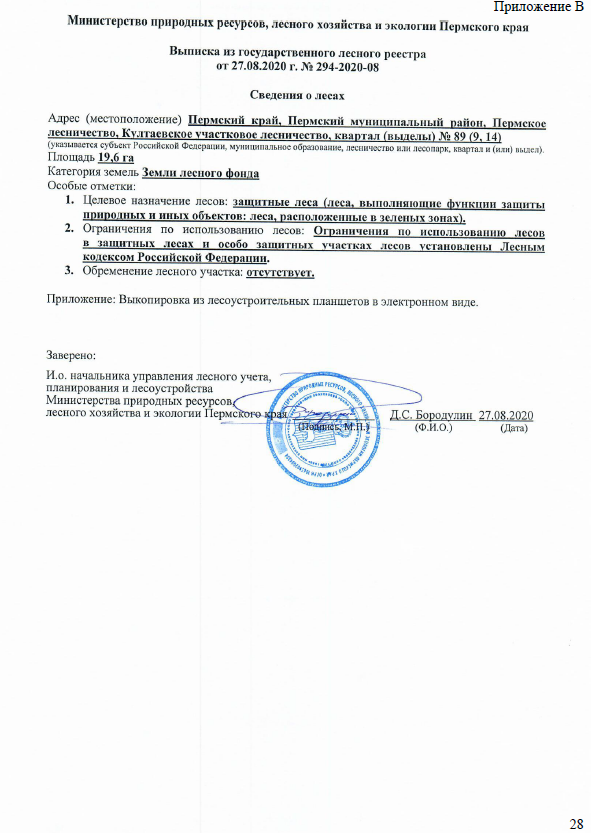 Приложение В
Министерство природных ресурсов, лесного хозяйства и экологии Пермского края
Выписка из государственного лесного реестра
от 27.08.2020 г. № 294-2020-08
Сведения о лесах
Адрес (местоположение) Пермский край, Пермский муниципальный район, Пермское
лесничество, Култаевское участковое лесничество, квартал (выделы) № 89 (9, 14)
(указывается субъект Российской Федерации, муниципальное образование, лесничество или лесопарк, квартал и (или) выдел).
Площадь 19,6 га
Категория земель Земли лесного фонда
Особые отметки:
1. Целевое назначение лесов: защитные леса (леса, выполняющие функции защиты
природных и иных объектов: леса, расположенные в зеленых зонах).
2. Ограничения по использованию лесов: Ограничения по использованию лесов
в защитных лесах и особо защитных участках лесов установлены Лесным
кодексом Российской Федерации.
3. Обременение лесного участка: отсутствует.
Приложение: Выкопировка из лесоустроительных планшетов в электронном виде.
Заверено:
И.о. начальника управления лесного учета,
планирования и лесоустройства
Министерства природных ресурсов,
лесного хозяйства и экологии Пермского края
Д.С. Бородулин 27.08.2020
(Подпись, М.П.) (Ф.И.О.) (Дата)
28